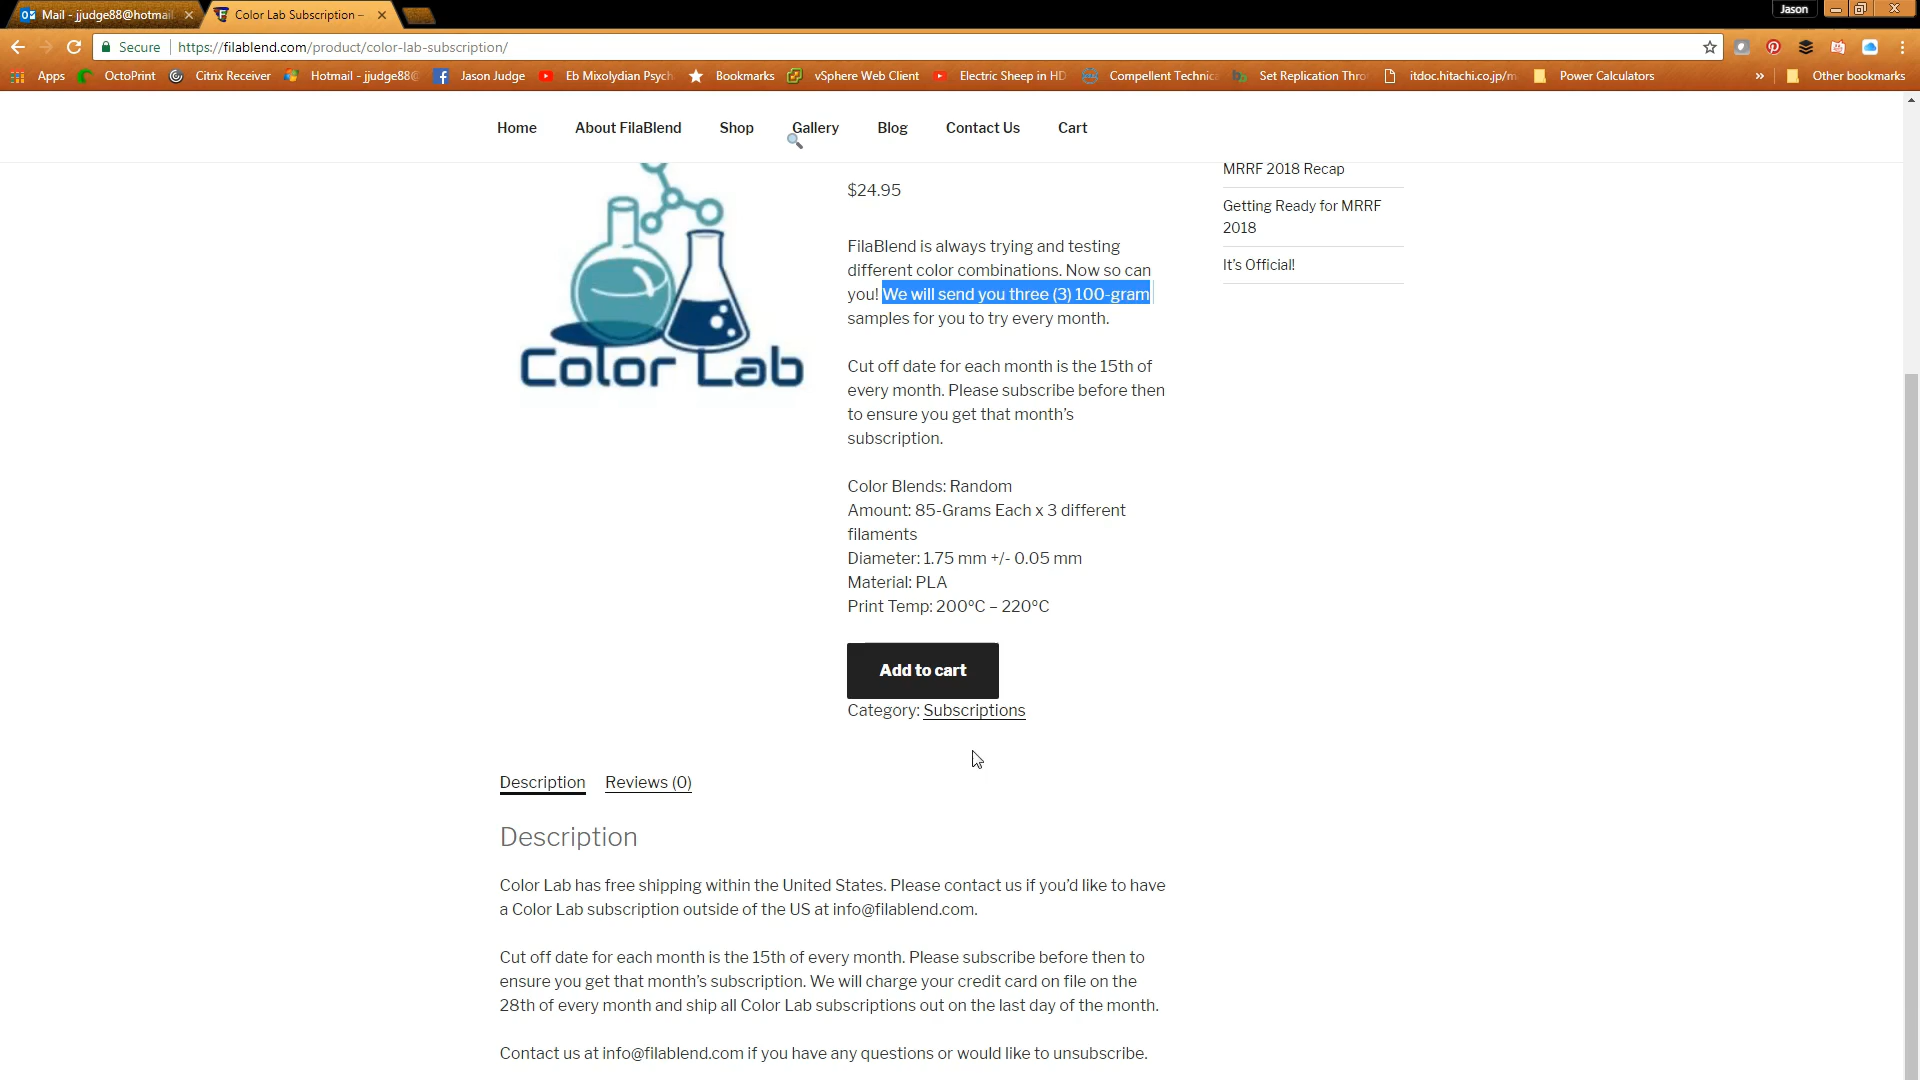 Mail - jjudge88@hotmai
Color Lab Subscription –
Jason
Secure
https://filablend.com/product/color-lab-subscription/
Apps
OctoPrint
Citrix Receiver
Hotmail - jjudge88@
Jason Judge
Eb Mixolydian Psych
Bookmarks
vSphere Web Client
Electric Sheep in HD
Compellent Technica
Set Replication Thro
itdoc.hitachi.co.jp/m
Power Calculators
»
Other bookmarks
Home
About FilaBlend
Shop
Gallery
Blog
Contact Us
Cart
Color Lab
$24.95
FilaBlend is always trying and testing
different color combinations. Now so can
you! We will send you three (3) 100-gram
samples for you to try every month.
Cut off date for each month is the 15th of
every month. Please subscribe before then
to ensure you get that month's
subscription.
Color Blends: Random
Amount: 85-Grams Each x 3 different
filaments
Diameter: 1.75 mm +/- 0.05 mm
Material: PLA
Print Temp: 200ºC – 220ºC
Add to cart
Category: Subscriptions
MRRF 2018 Recap
Getting Ready for MRRF
2018
It's Official!
Description
Reviews (0)
Description
Color Lab has free shipping within the United States. Please contact us if you'd like to have
a Color Lab subscription outside of the US at info@filablend.com.
Cut off date for each month is the 15th of every month. Please subscribe before then to
ensure you get that month's subscription. We will charge your credit card on file on the
28th of every month and ship all Color Lab subscriptions out on the last day of the month.
Contact us at info@filablend.com if you have any questions or would like to unsubscribe.